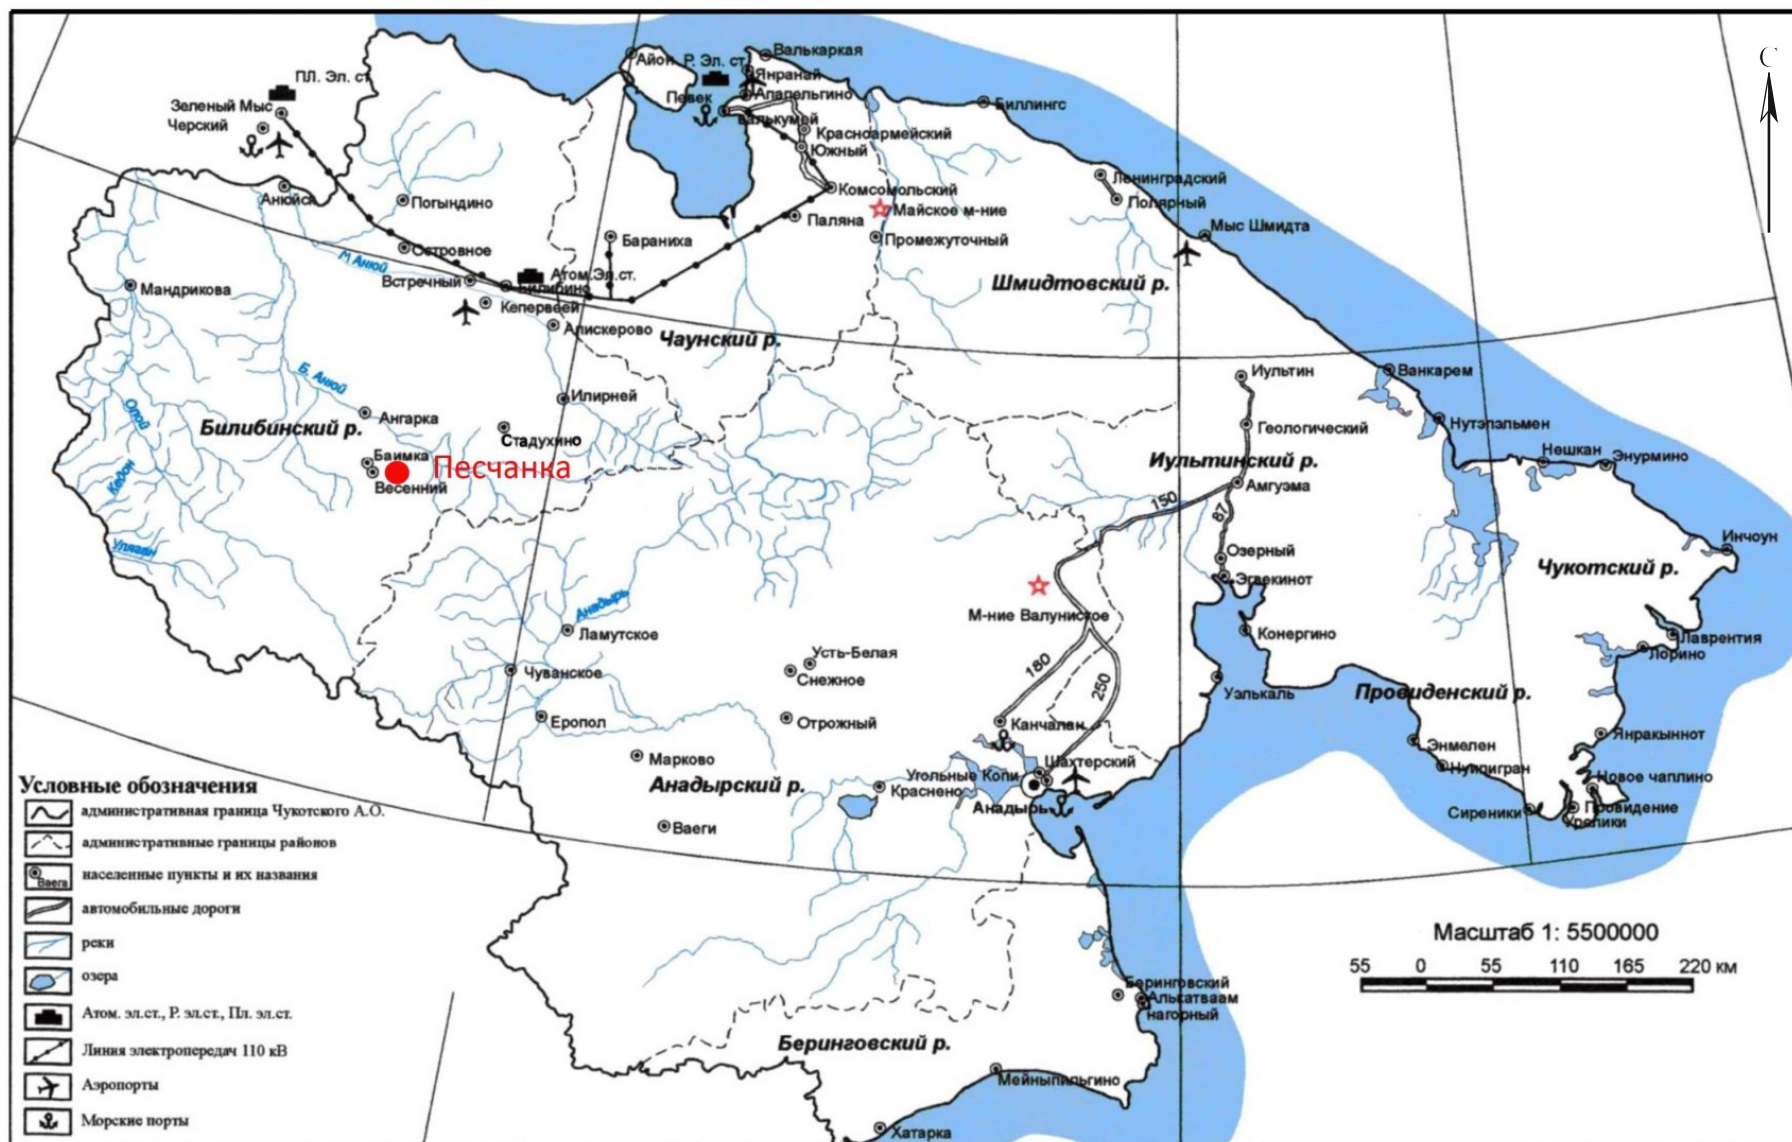 С
ПЛ. Эл. ст
Зеленый Мыс
Черский
Айон
Р. Эл. ст
Валькаркая
Янранай
Апапельгино
Певек
Валькумей
Красноармейский
Южный
Биллингс
Комсомольский
Майское м-ние
Паляна
Промежуточный
Ленинградский
Полярный
Мыс Шмидта
Шмидтовский р.
Анюйск
Погындино
Островное
М Анюй
Встречный
Бараниха
Атом.Эл.ст.
Билибино
Кепервеем
Алискерово
Мандрикова
Чаунский р.
Б. Анюй
Илирней
Олой
Ангарка
Билибинский р.
Стадухино
Баимка
Песчанка
Весенний
Кедон
Уляган
Иультин
Ванкарем
Геологический
Нутэпэльмен
Иультинский р.
Нешкан
Энурмино
Амгуэма
150
87
Инчоун
Озерный
Эгвекинот
Чукотский р.
М-ние Валунистое
Анадырь
Ламутское
Конергино
Лаврентия
Лорино
Усть-Белая
Снежное
180
250
Чуванское
Уэлькаль
Провиденский р.
Еропол
Отрожный
Канчалан
Энмелен
Янракыннот
Марково
Шахтерский
Угольные Копи
Нунлигран
Новое чаплино
Анадырский р.
Краснено
Анадырь
Сиреники
Провидение
Урелики
Ваеги
Условные обозначения
административная граница Чукотского А.О.
административные границы районов
Ваега
населенные пункты и их названия
автомобильные дороги
реки
озера
Атом. эл.ст., Р. эл.ст., Пл. эл.ст.
Линия электропередач 110 кВ
Аэропорты
Морские порты
Масштаб 1: 5500000
55 0 55 110 165 220 км
Беринговский
Алькатваам
нагорный
Беринговский р.
Мейныпильгино
Хатарка